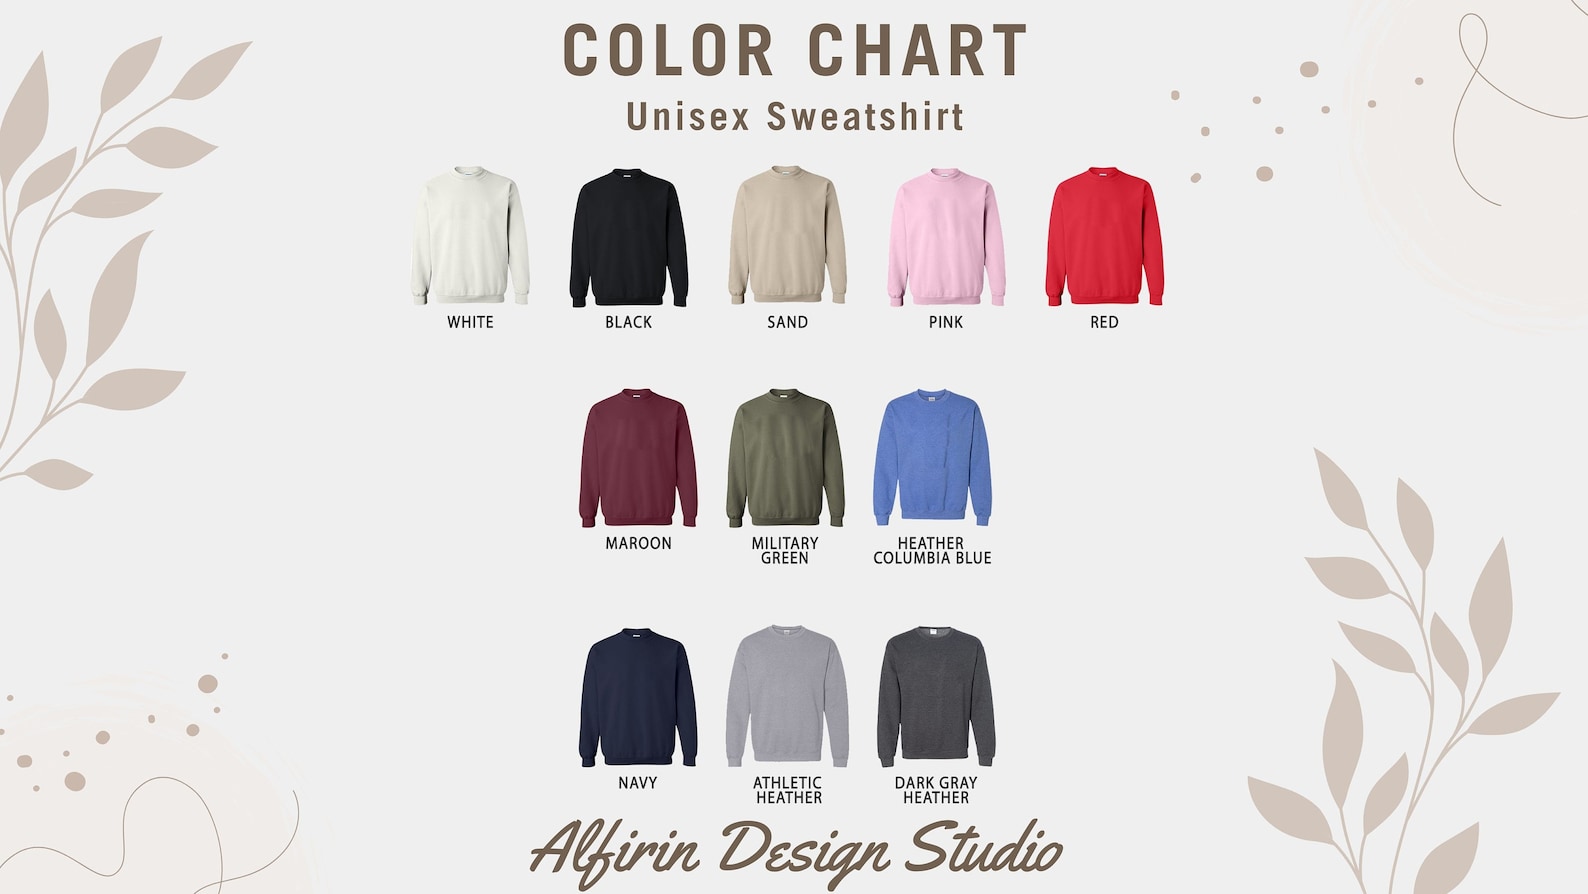 COLOR CHART
Unisex Sweatshirt
WHITE
BLACK
SAND
PINK
RED
MAROON
MILITARY
GREEN
HEATHER
COLUMBIA BLUE
NAVY
ATHLETIC
HEATHER
DARK GRAY
HEATHER
Alfirin Design Studio